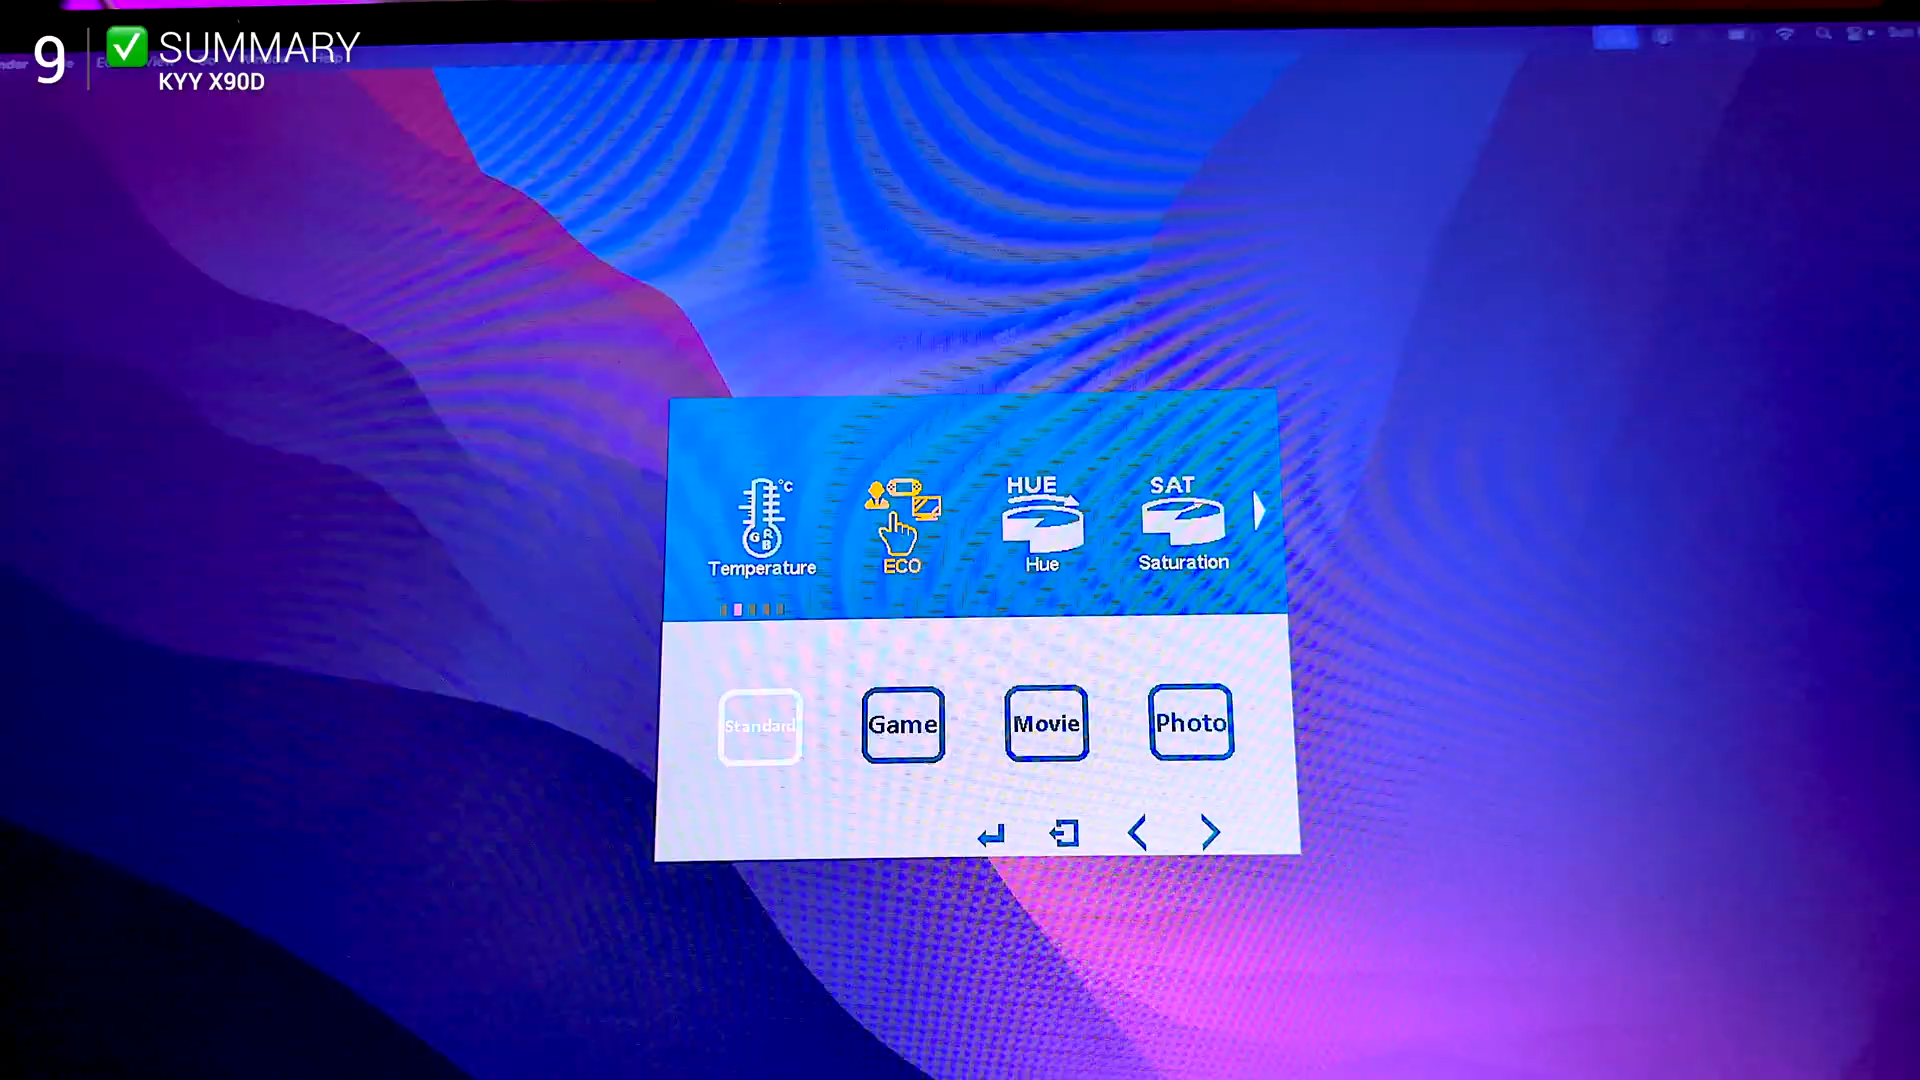 9
✅ SUMMARY
KYY X90D
HUE
SAT
°C
G R B
Temperature
ECO
Hue
Saturation
Standard
Game
Movie
Photo